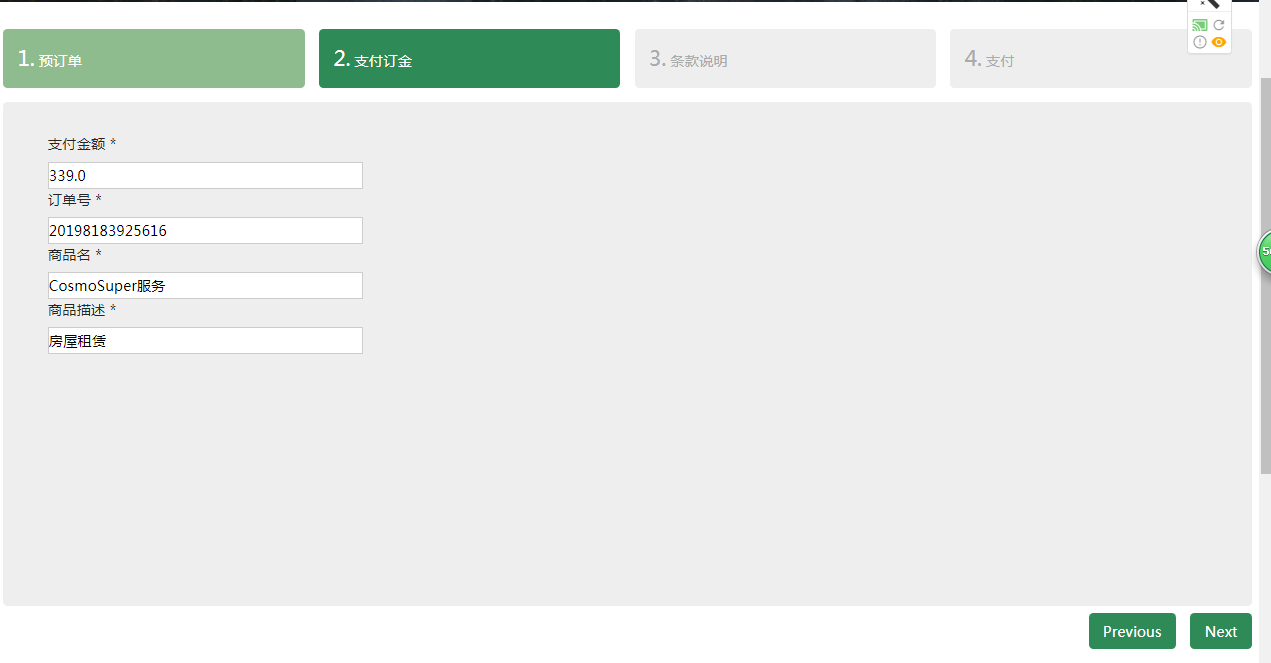 1. 预订单
2. 支付订金
3. 条款说明
4. 支付
支付金额 *
339.0
订单号 *
20198183925616
商品名 *
CosmoSuper服务
商品描述 *
房屋租赁
Previous
Next